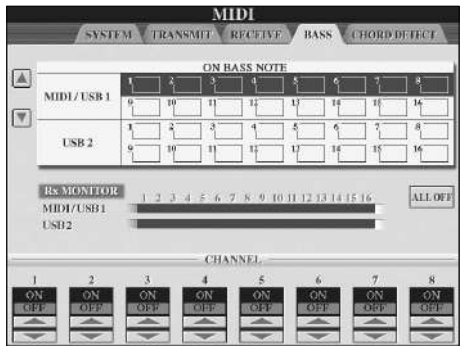 MIDI
SYSTEM TRANSMIT RECEIVE BASS CHORD DETECT
ON BASS NOTE
MIDI / USB 1
1 2 3 4 5 6 7 8
9 10 11 12 13 14 15 16
USB 2
1 2 3 4 5 6 7 8
9 10 11 12 13 14 15 16
Rx MONITOR 1 2 3 4 5 6 7 8 9 10 11 12 13 14 15 16 ALL OFF
MIDI/USB1
USB2
CHANNEL
1 2 3 4 5 6 7 8
ON ON ON ON ON ON ON ON
OFF OFF OFF OFF OFF OFF OFF OFF